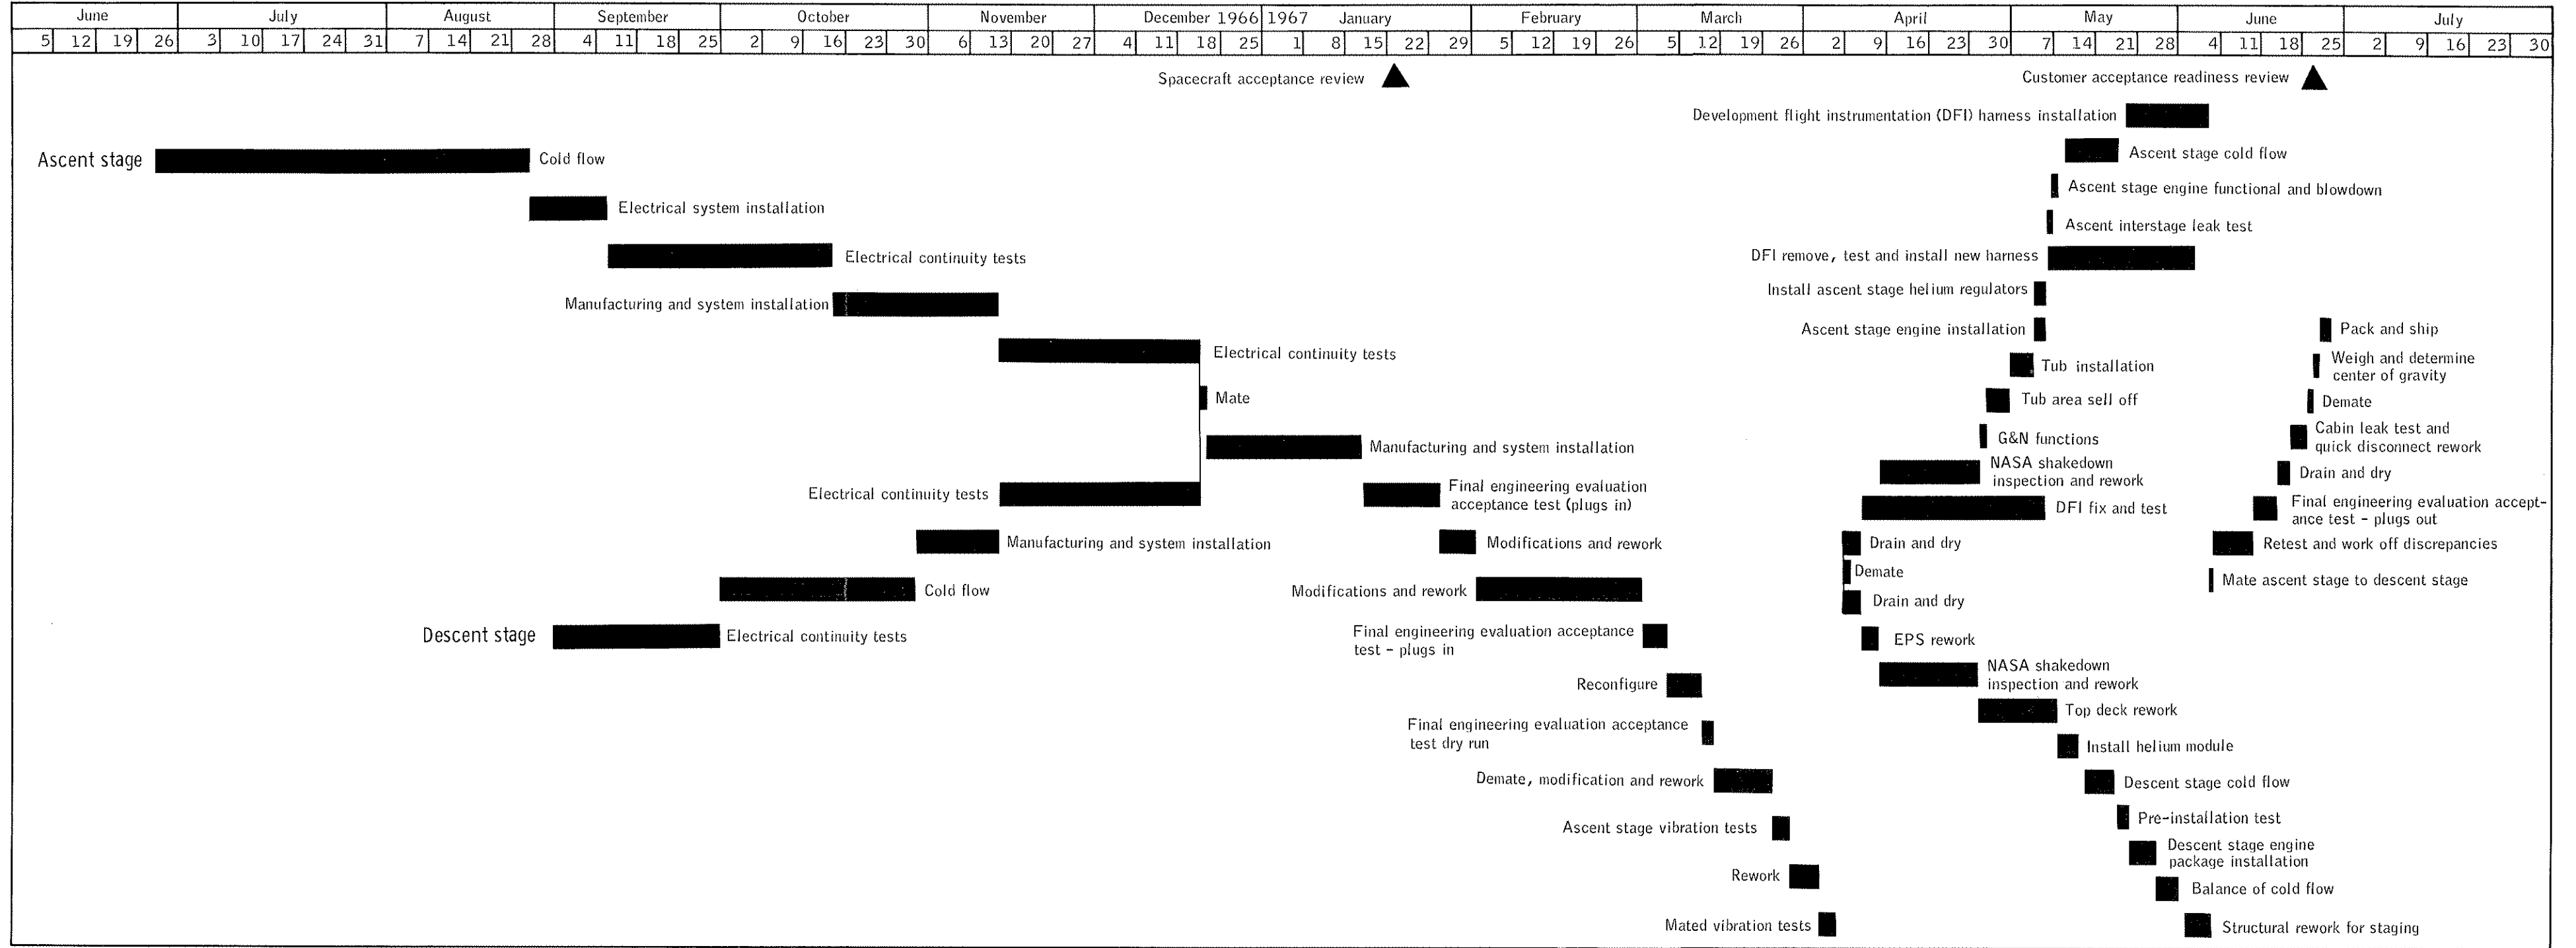 June July August September October November December 1966 1967 January February March April May June July
5 12 19 26 3 10 17 24 31 7 14 21 28 4 11 18 25 2 9 16 23 30 6 13 20 27 4 11 18 25 1 8 15 22 29 5 12 19 26 5 12 19 26 2 9 16 23 30 7 14 21 28 4 11 18 25 2 9 16 23 30
Spacecraft acceptance review
Customer acceptance readiness review
Development flight instrumentation (DFI) harness installation
Ascent stage
Cold flow
Ascent stage cold flow
Ascent stage engine functional and blowdown
Electrical system installation
Ascent interstage leak test
Electrical continuity tests
DFI remove, test and install new harness
Install ascent stage helium regulators
Manufacturing and system installation
Ascent stage engine installation
Pack and ship
Electrical continuity tests
Tub installation
Weigh and determine
center of gravity
Mate
Tub area sell off
Demate
G&N functions
Cabin leak test and
quick disconnect rework
Manufacturing and system installation
NASA shakedown
inspection and rework
Drain and dry
Electrical continuity tests
Final engineering evaluation
acceptance test (plugs in)
DFI fix and test
Final engineering evaluation accept-
ance test - plugs out
Manufacturing and system installation
Modifications and rework
Drain and dry
Retest and work off discrepancies
Demate
Mate ascent stage to descent stage
Cold flow
Modifications and rework
Drain and dry
Descent stage
Electrical continuity tests
Final engineering evaluation acceptance
test - plugs in
EPS rework
Reconfigure
NASA shakedown
inspection and rework
Top deck rework
Final engineering evaluation acceptance
test dry run
Install helium module
Demate, modification and rework
Descent stage cold flow
Pre-installation test
Ascent stage vibration tests
Descent stage engine
package installation
Rework
Balance of cold flow
Mated vibration tests
Structural rework for staging